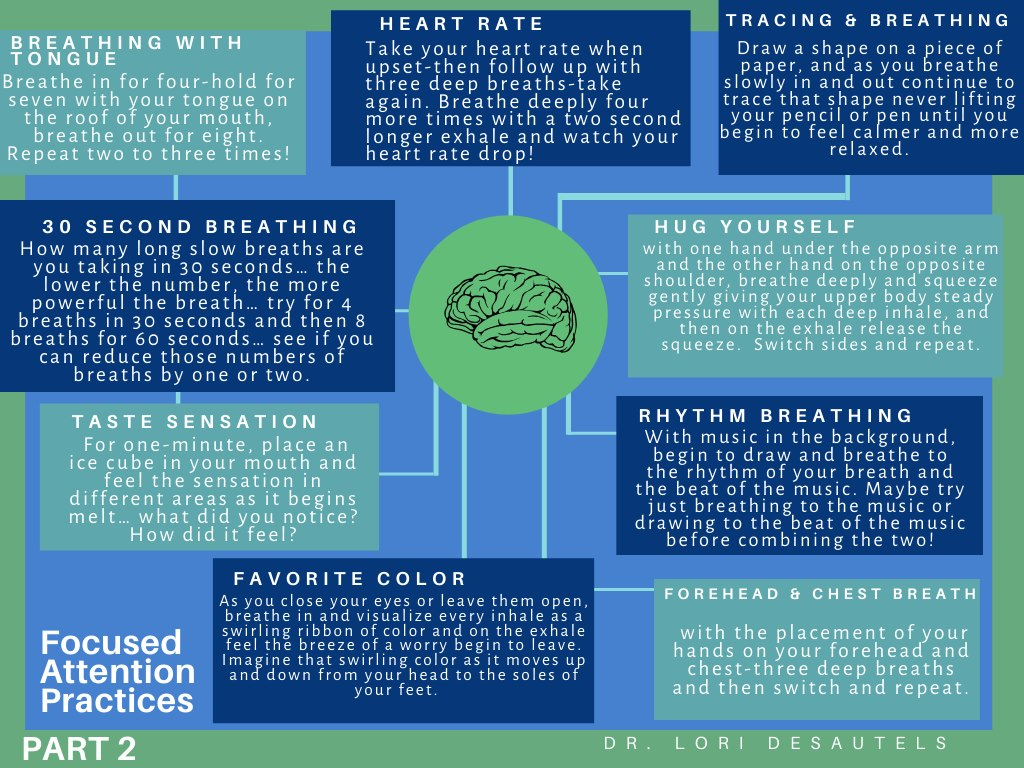 BREATHING WITH
TONGUE
Breathe in for four-hold for
seven with your tongue on
the roof of your mouth,
breathe out for eight.
Repeat two to three times!
HEART RATE
Take your heart rate when
upset-then follow up with
three deep breaths-take
again. Breathe deeply four
more times with a two second
longer exhale and watch your
heart rate drop!
TRACING & BREATHING
Draw a shape on a piece of
paper, and as you breathe
slowly in and out continue to
trace that shape never lifting
your pencil or pen until you
begin to feel calmer and more
relaxed.
30 SECOND BREATHING
How many long slow breaths are
you taking in 30 seconds... the
lower the number, the more
powerful the breath... try for 4
breaths in 30 seconds and then 8
breaths for 60 seconds... see if you
can reduce those numbers of
breaths by one or two.
HUG YOURSELF
with one hand under the opposite arm
and the other hand on the opposite
shoulder, breathe deeply and squeeze
gently giving your upper body steady
pressure with each deep inhale, and
then on the exhale release the
squeeze. Switch sides and repeat.
TASTE SENSATION
For one-minute, place an
ice cube in your mouth and
feel the sensation in
different areas as it begins
melt... what did you notice?
How did it feel?
RHYTHM BREATHING
With music in the background,
begin to draw and breathe to
the rhythm of your breath and
the beat of the music. Maybe try
just breathing to the music or
drawing to the beat of the music
before combining the two!
FAVORITE COLOR
As you close your eyes or leave them open,
breathe in and visualize every inhale as a
swirling ribbon of color and on the exhale
feel the breeze of a worry begin to leave.
Imagine that swirling color as it moves up
and down from your head to the soles of
your feet.
FOREHEAD & CHEST BREATH
with the placement of your
hands on your forehead and
chest-three deep breaths
and then switch and repeat.
Focused
Attention
Practices
PART 2
DR. LORI DESAUTELS